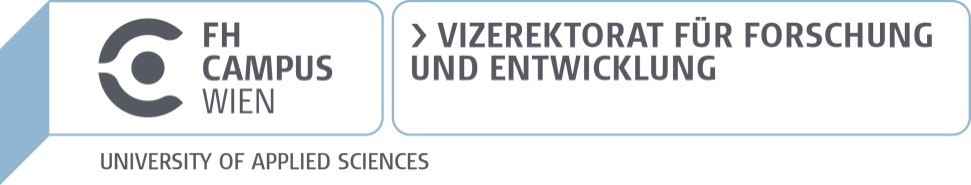 FH
CAMPUS
WIEN
> VIZEREKTORAT FÜR FORSCHUNG
UND ENTWICKLUNG
UNIVERSITY OF APPLIED SCIENCES